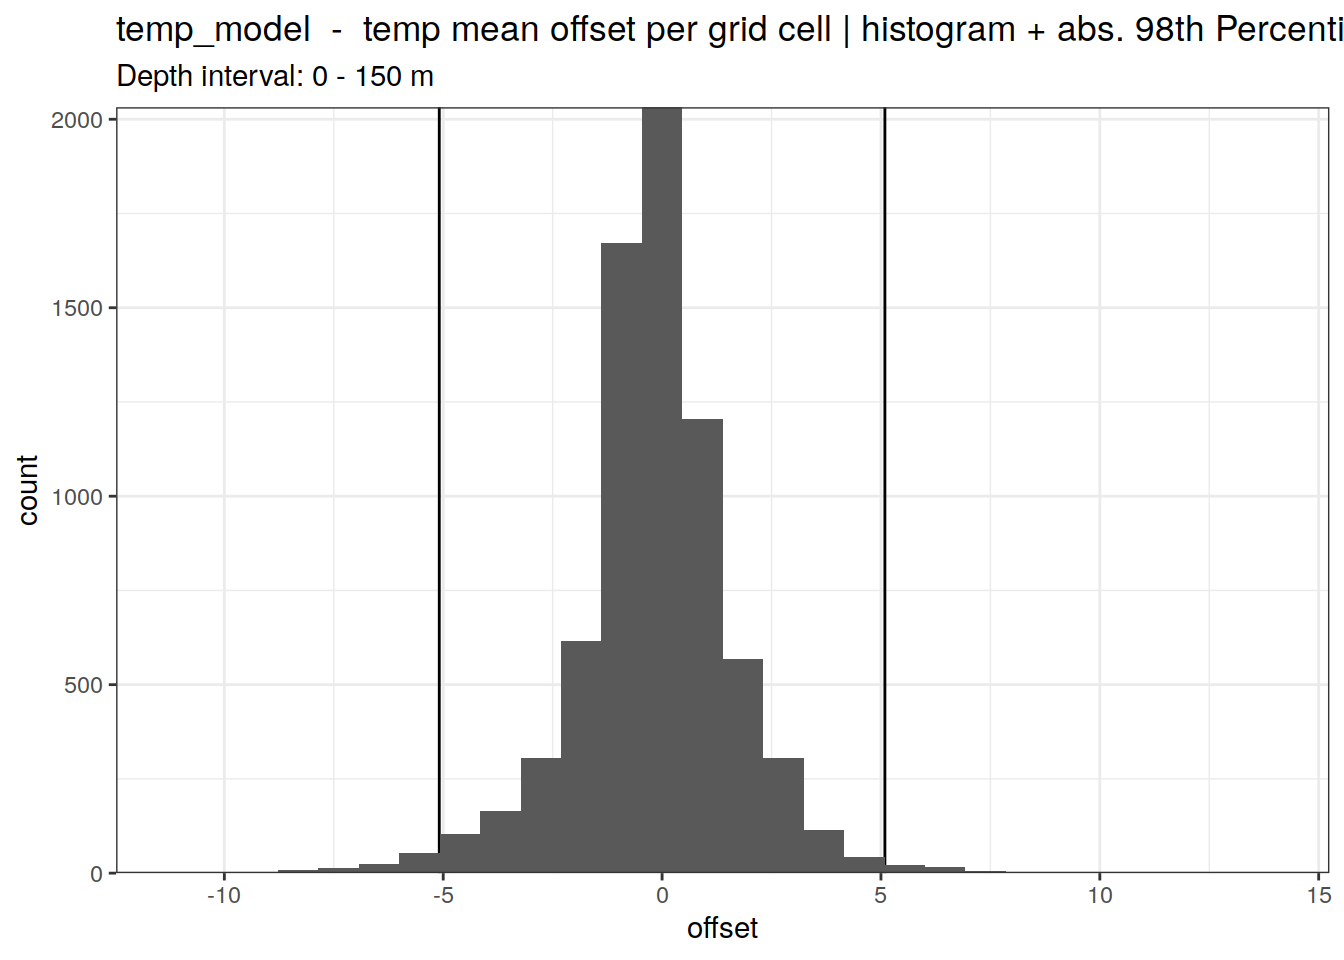 temp_model  -  temp mean offset per grid cell | histogram + abs. 98th Percenti
Depth interval: 0 - 150 m
2000
1500
1000
500
0
count
-10 -5 0 5 10 15
offset